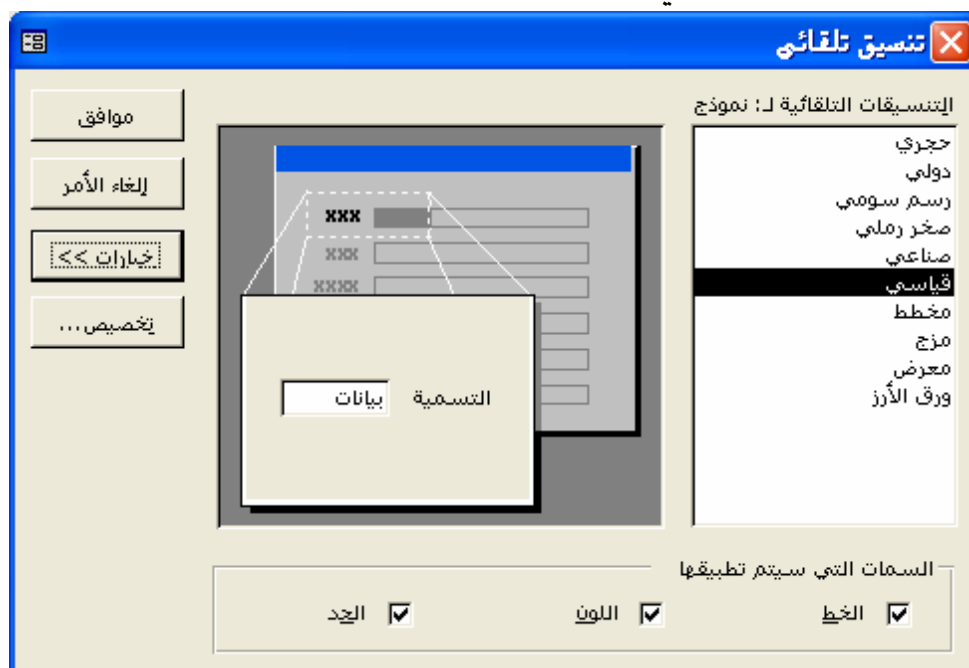 تنسيق تلقائي
التنسيقات التلقائية لـ: نموذج
حجري
دولي
رسم سومي
صخر رملي
صناعي
قياسي
مخطط
مزج
معرض
ورق الأرز
xxx
xxx
xxxx
التسمية بيانات
موافق
إلغاء الأمر
خيارات >>
تخصيص...
السمات التي سيتم تطبيقها
الخط اللون الحد